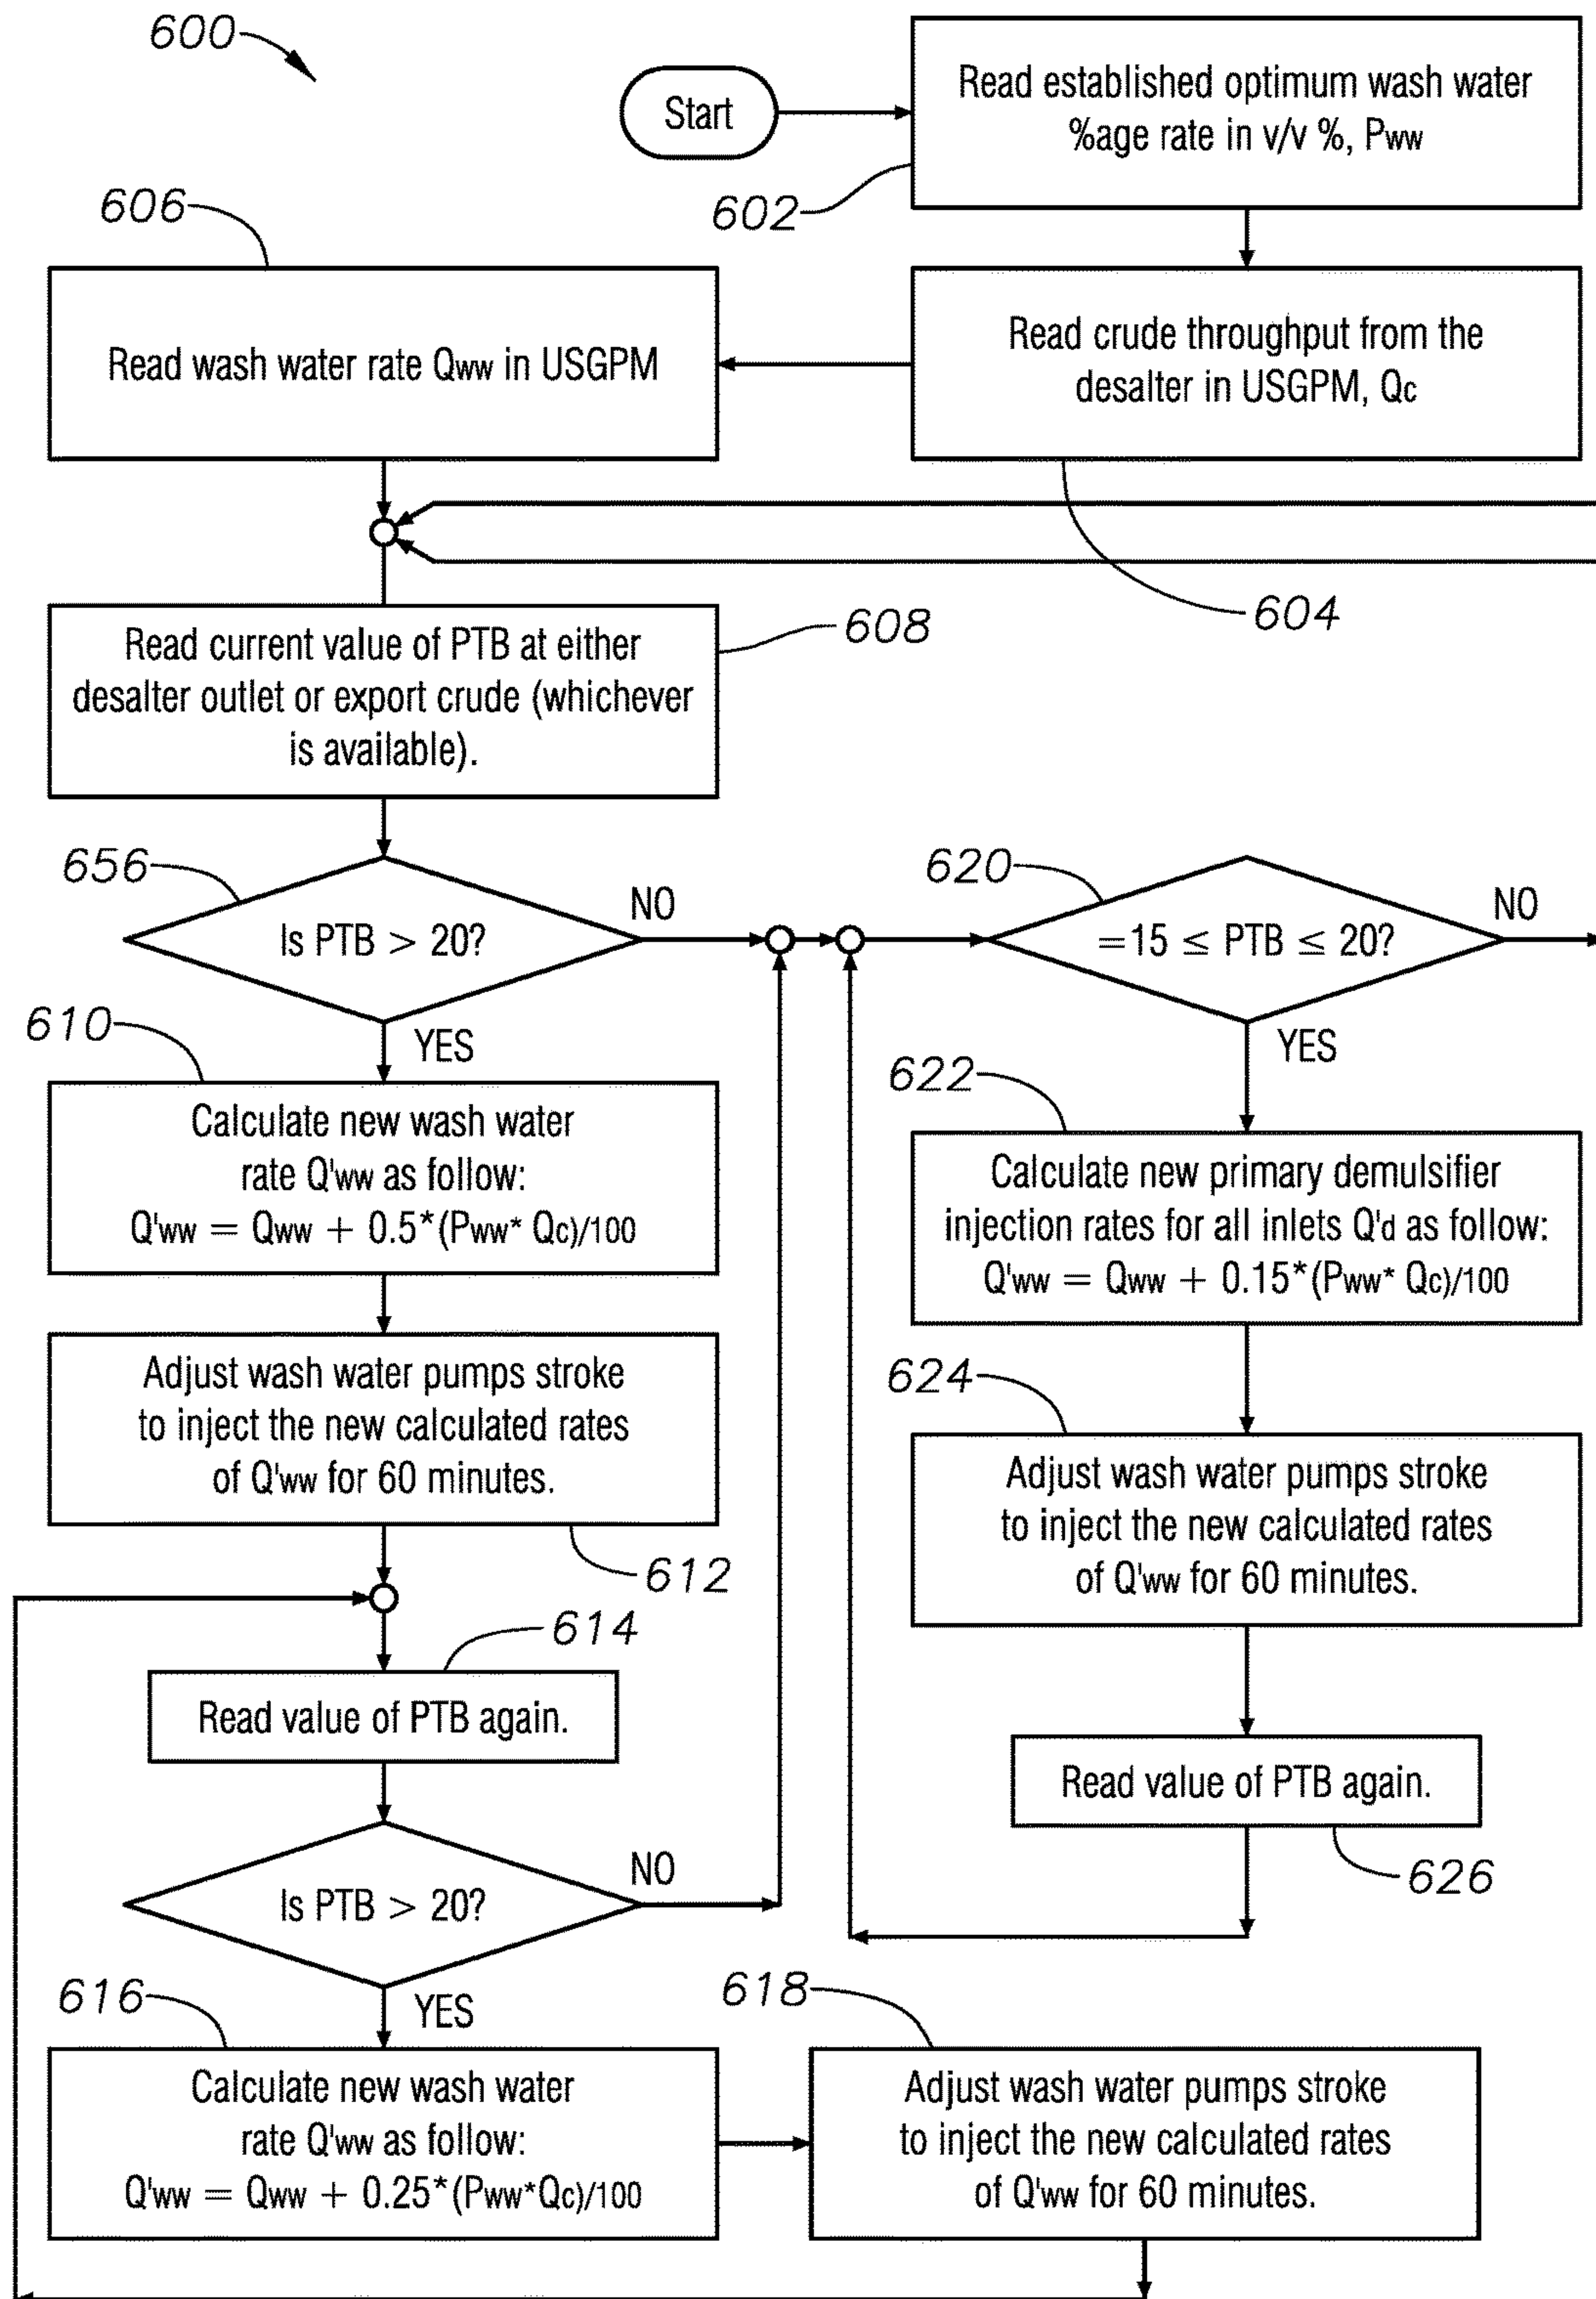 600
Start
Read established optimum wash water
%age rate in v/v %, Pww
602
606
Read wash water rate Qww in USGPM
Read crude throughput from the
desalter in USGPM, Qc
604
Read current value of PTB at either
desalter outlet or export crude (whichever
is available).
608
656
Is PTB > 20?
NO
YES
620
=15 ≤ PTB ≤ 20?
NO
YES
610
Calculate new wash water
rate Q'ww as follow:
Q'ww = Qww + 0.5*(Pww* Qc)/100
622
Calculate new primary demulsifier
injection rates for all inlets Q'd as follow:
Q'ww = Qww + 0.15*(Pww* Qc)/100
Adjust wash water pumps stroke
to inject the new calculated rates
of Q'ww for 60 minutes.
612
624
Adjust wash water pumps stroke
to inject the new calculated rates
of Q'ww for 60 minutes.
614
Read value of PTB again.
Read value of PTB again.
626
Is PTB > 20?
NO
YES
616
Calculate new wash water
rate Q'ww as follow:
Q'ww = Qww + 0.25*(Pww*Qc)/100
618
Adjust wash water pumps stroke
to inject the new calculated rates
of Q'ww for 60 minutes.